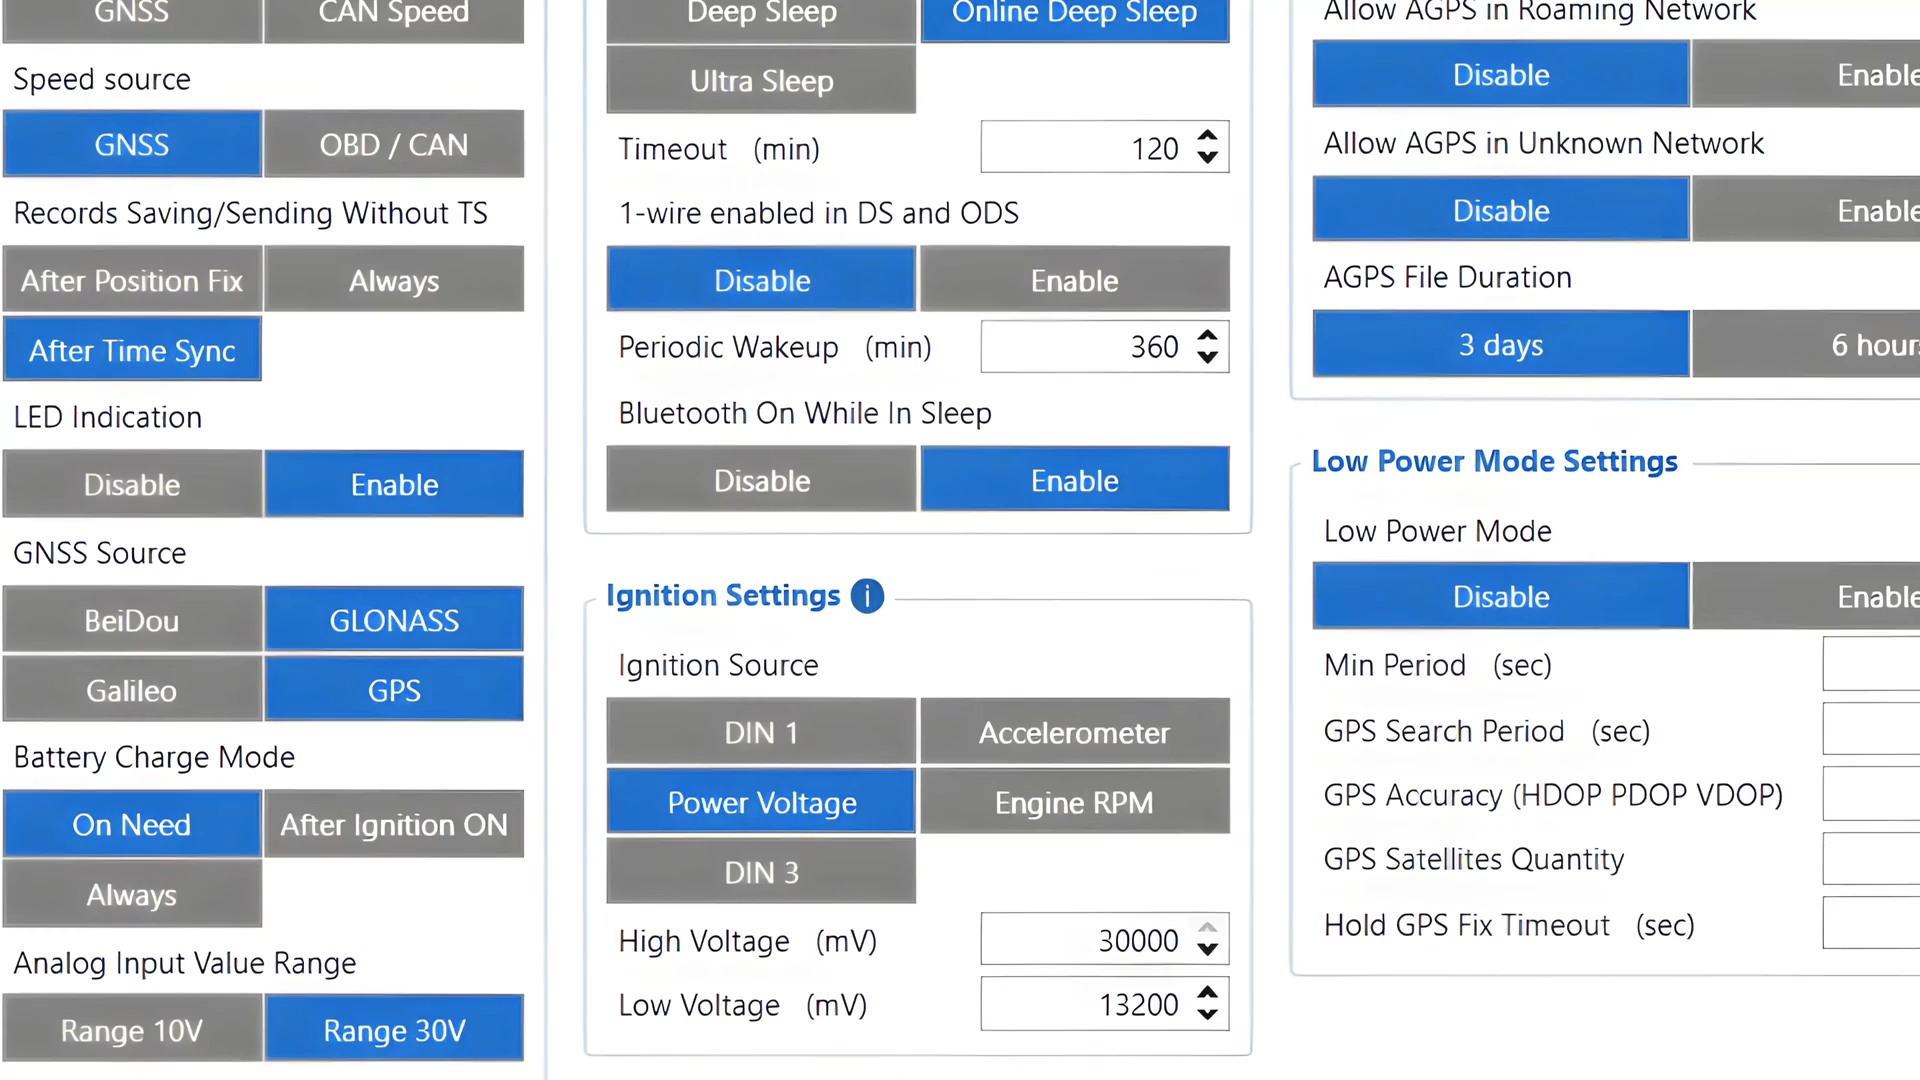 GNSS
CAN Speed
Speed source
GNSS
OBD / CAN
Records Saving/Sending Without TS
After Position Fix
Always
After Time Sync
LED Indication
Disable
Enable
GNSS Source
BeiDou
GLONASS
Galileo
GPS
Battery Charge Mode
On Need
After Ignition ON
Always
Analog Input Value Range
Range 10V
Range 30V
Deep Sleep
Online Deep Sleep
Ultra Sleep
Timeout (min)
120
1-wire enabled in DS and ODS
Disable
Enable
Periodic Wakeup (min)
360
Bluetooth On While In Sleep
Disable
Enable
Ignition Settings
Ignition Source
DIN 1
Accelerometer
Power Voltage
Engine RPM
DIN 3
High Voltage (mV)
30000
Low Voltage (mV)
13200
Allow AGPS in Roaming Network
Disable
Enable
Allow AGPS in Unknown Network
Disable
Enable
AGPS File Duration
3 days
6 hours
Low Power Mode Settings
Low Power Mode
Disable
Enable
Min Period (sec)
GPS Search Period (sec)
GPS Accuracy (HDOP PDOP VDOP)
GPS Satellites Quantity
Hold GPS Fix Timeout (sec)